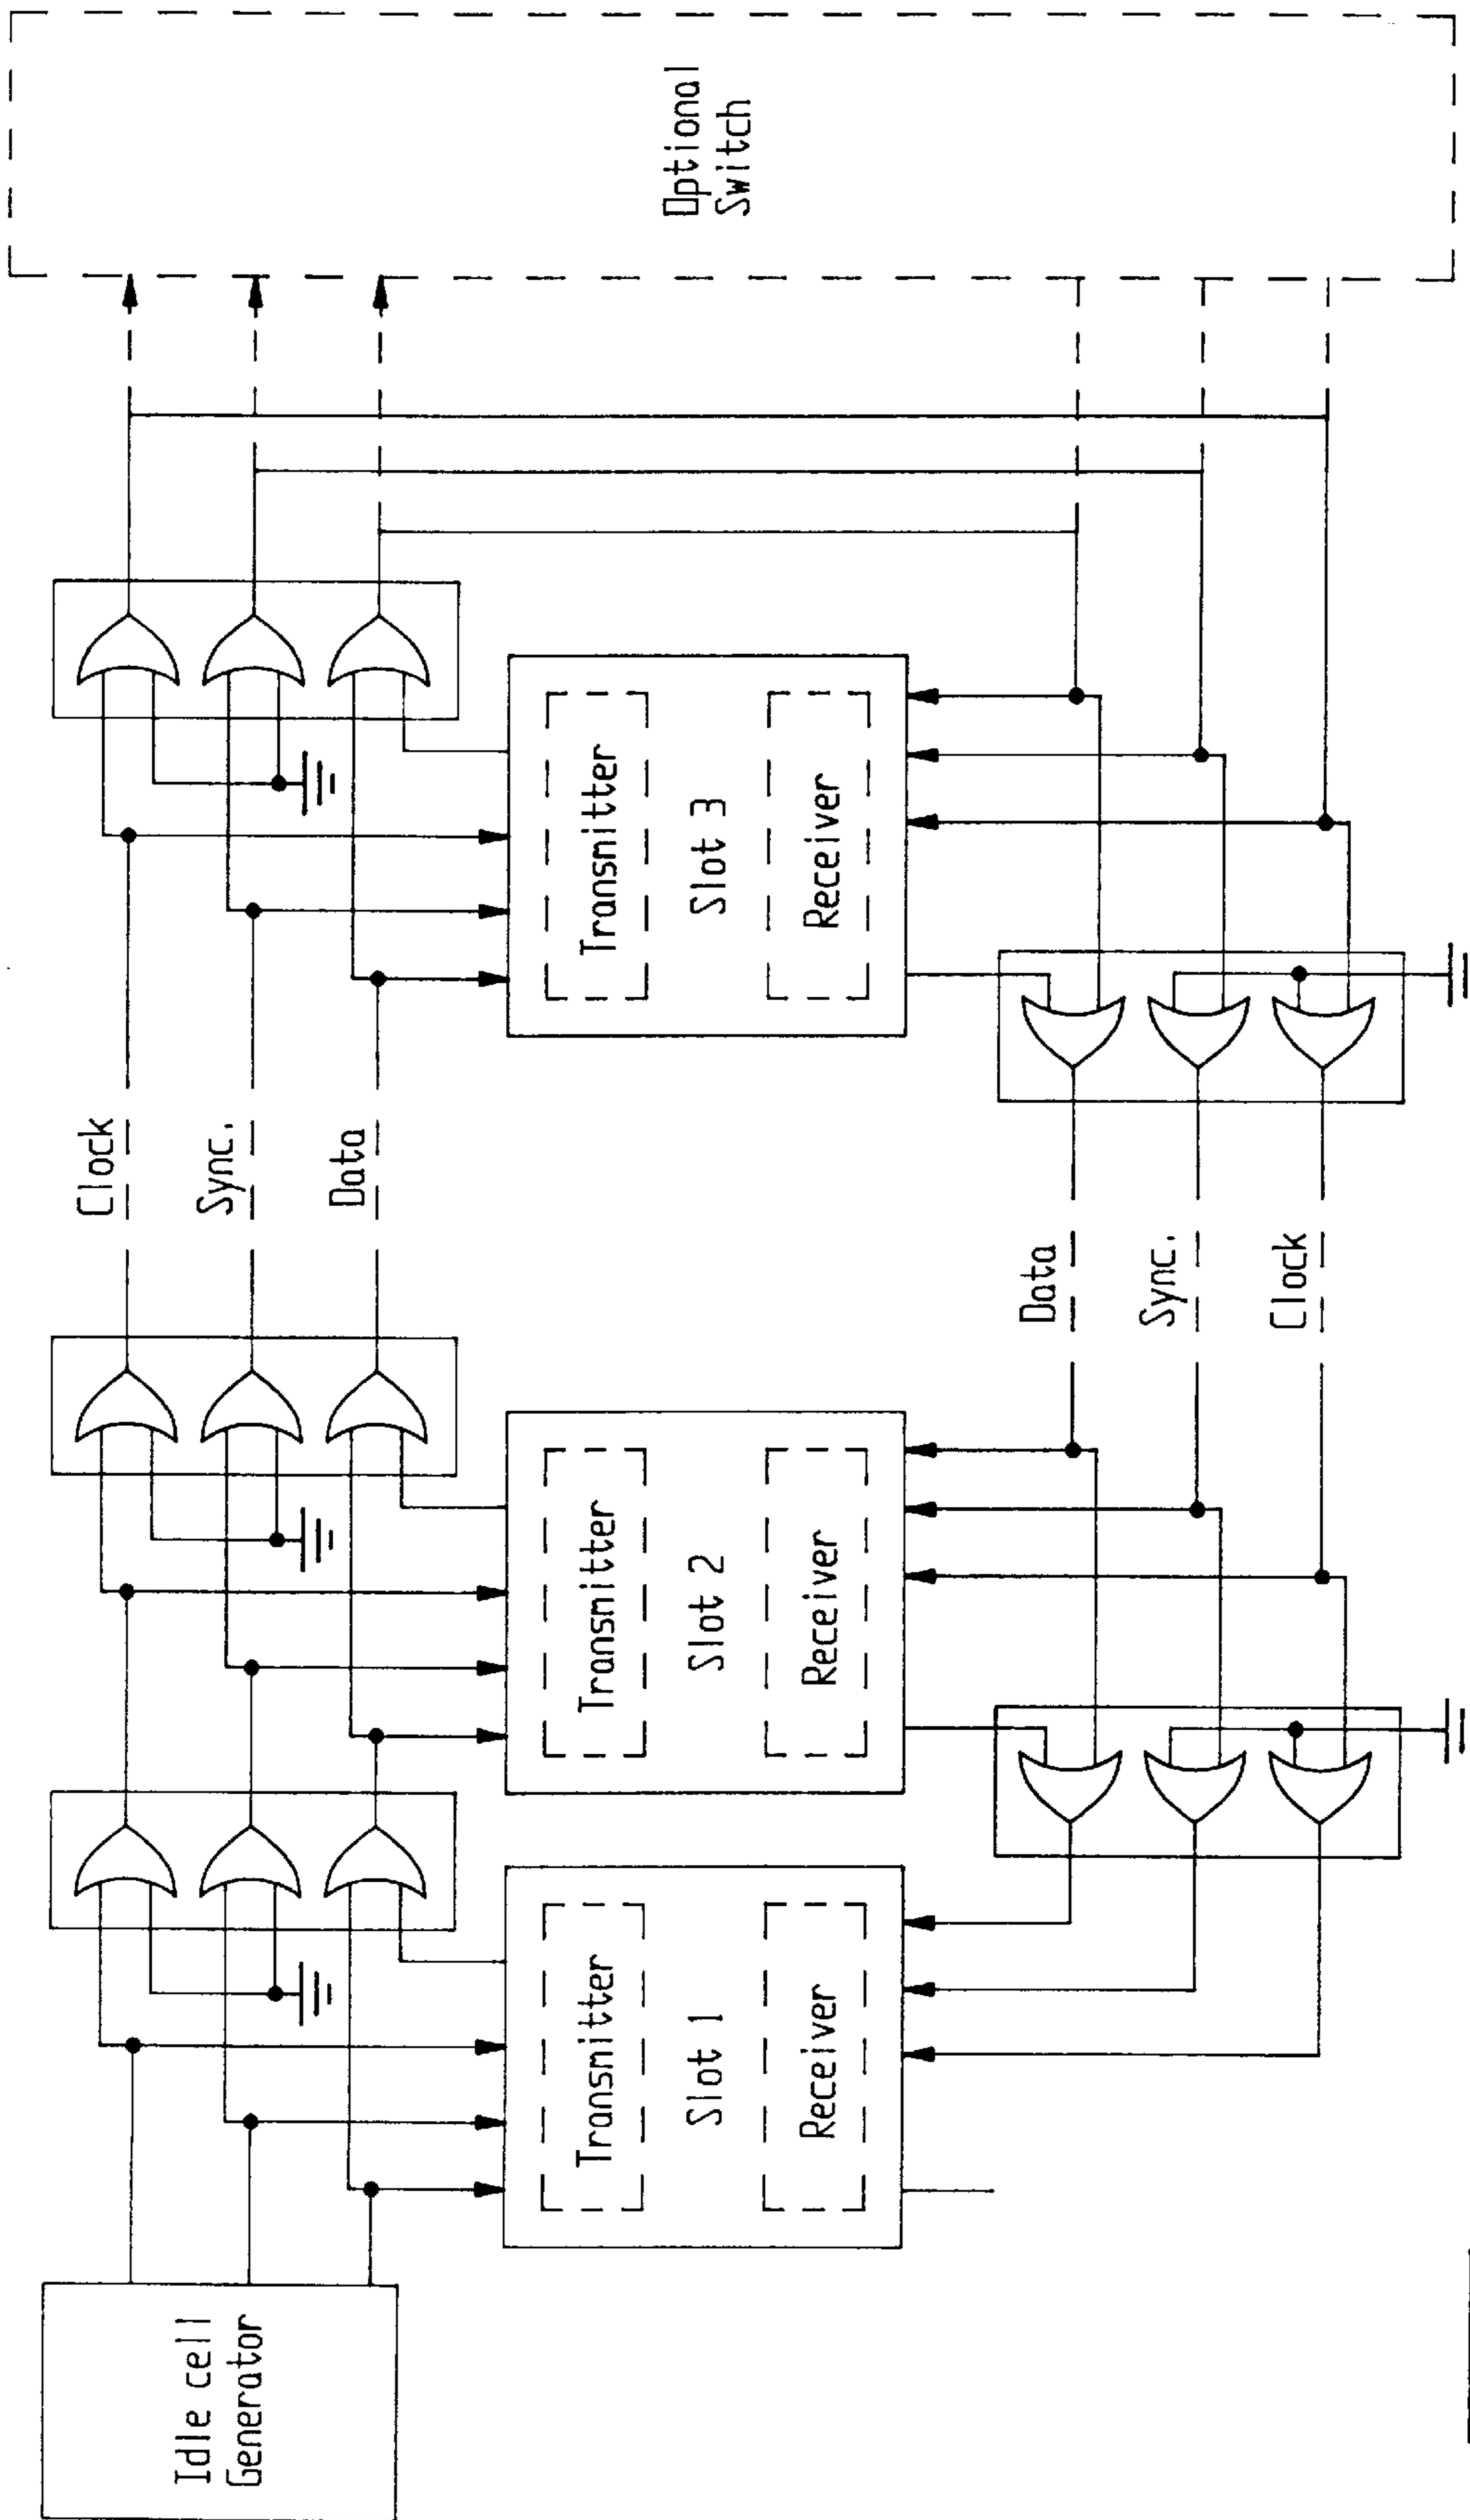 Idle cell
Generator
Clock
Sync.
Data
Transmitter
Slot 1
Receiver
Transmitter
Slot 2
Receiver
Transmitter
Slot 3
Receiver
Data
Sync.
Clock
Optional
Switch